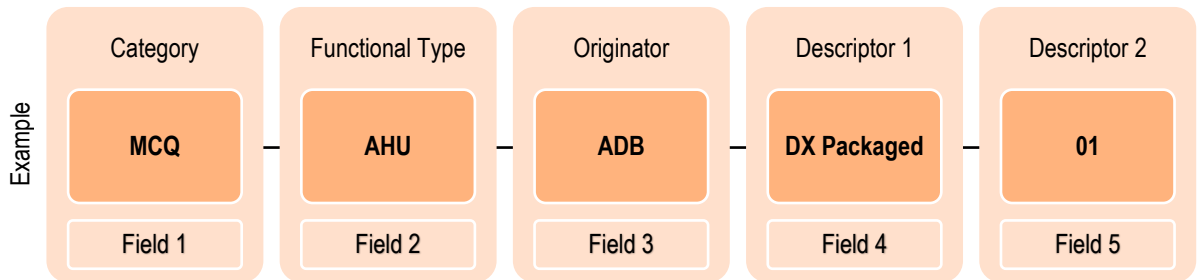 Example
Category
MCQ
Field 1
Functional Type
AHU
Field 2
Originator
ADB
Field 3
Descriptor 1
DX Packaged
Field 4
Descriptor 2
01
Field 5